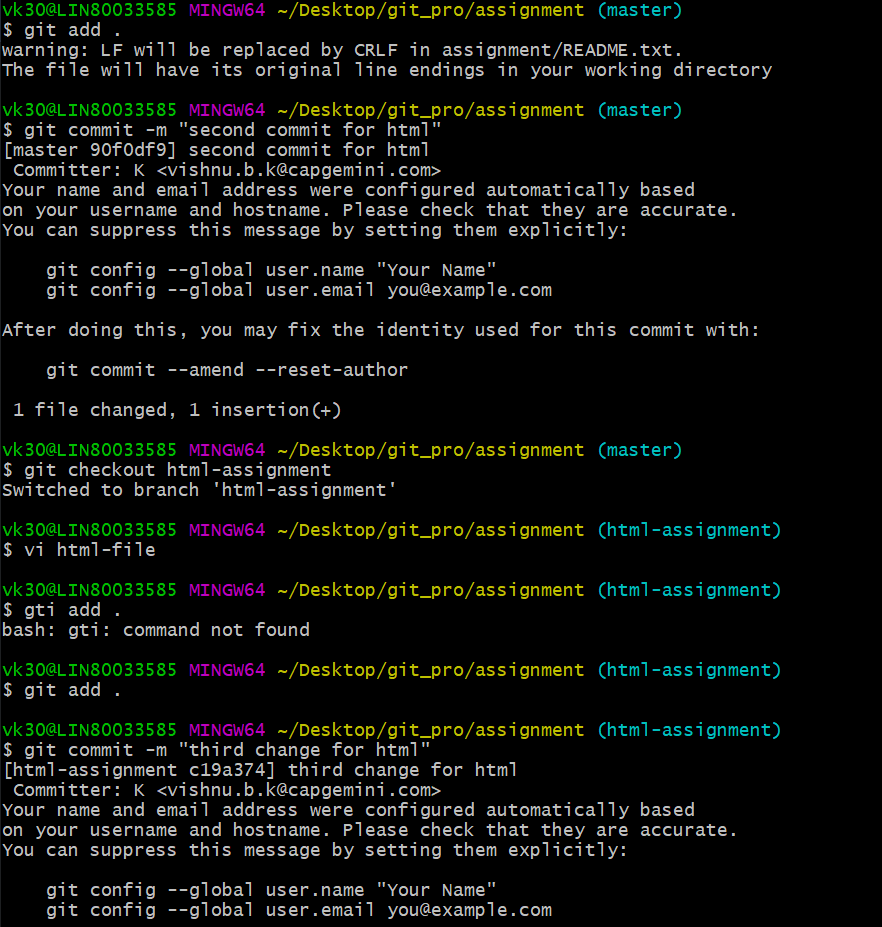 vk30@LIN80033585 MINGW64 ~/Desktop/git_pro/assignment (master)
$ git add .
warning: LF will be replaced by CRLF in assignment/README.txt.
The file will have its original line endings in your working directory

vk30@LIN80033585 MINGW64 ~/Desktop/git_pro/assignment (master)
$ git commit -m "second commit for html"
[master 90f0df9] second commit for html
 Committer: K <vishnu.b.k@capgemini.com>
Your name and email address were configured automatically based
on your username and hostname. Please check that they are accurate.
You can suppress this message by setting them explicitly:

    git config --global user.name "Your Name"
    git config --global user.email you@example.com

After doing this, you may fix the identity used for this commit with:

    git commit --amend --reset-author

 1 file changed, 1 insertion(+)

vk30@LIN80033585 MINGW64 ~/Desktop/git_pro/assignment (master)
$ git checkout html-assignment
Switched to branch 'html-assignment'

vk30@LIN80033585 MINGW64 ~/Desktop/git_pro/assignment (html-assignment)
$ vi html-file

vk30@LIN80033585 MINGW64 ~/Desktop/git_pro/assignment (html-assignment)
$ gti add .
bash: gti: command not found

vk30@LIN80033585 MINGW64 ~/Desktop/git_pro/assignment (html-assignment)
$ git add .

vk30@LIN80033585 MINGW64 ~/Desktop/git_pro/assignment (html-assignment)
$ git commit -m "third change for html"
[html-assignment c19a374] third change for html
 Committer: K <vishnu.b.k@capgemini.com>
Your name and email address were configured automatically based
on your username and hostname. Please check that they are accurate.
You can suppress this message by setting them explicitly:

    git config --global user.name "Your Name"
    git config --global user.email you@example.com